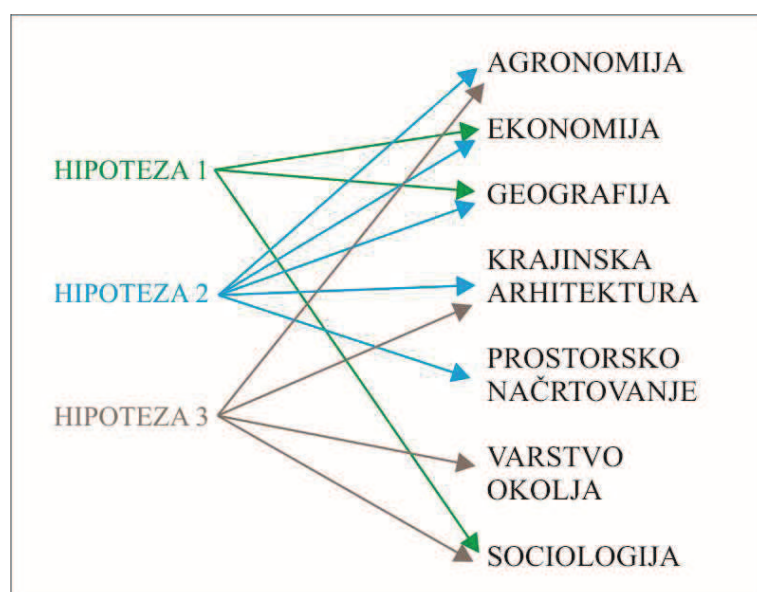 HIPOTEZA 1
HIPOTEZA 2
HIPOTEZA 3
AGRONOMIJA
EKONOMIJA
GEOGRAFIJA
KRAJINSKA
ARHITEKTURA
PROSTORSKO
NAČRTOVANJE
VARSTVO
OKOLJA
SOCIOLOGIJA